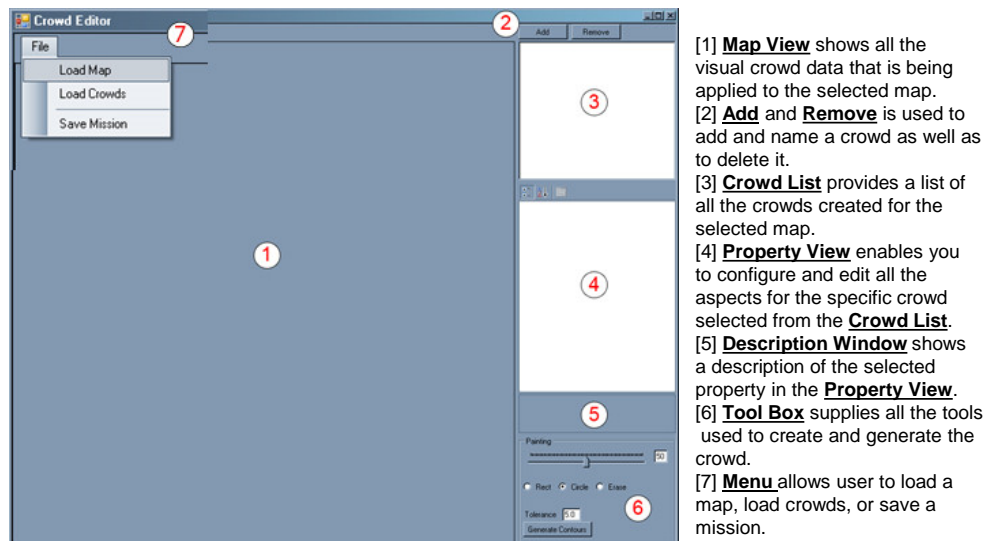 Crowd Editor
7
File
Load Map
Load Crowds
Save Mission
2
Add Remove
3
1
4
5
Painting
50
Rect Circle Erase
6
Tolerance 5.0
Generate Contours
[1] Map View shows all the
visual crowd data that is being
applied to the selected map.
[2] Add and Remove is used to
add and name a crowd as well as
to delete it.
[3] Crowd List provides a list of
all the crowds created for the
selected map.
[4] Property View enables you
to configure and edit all the
aspects for the specific crowd
selected from the Crowd List.
[5] Description Window shows
a description of the selected
property in the Property View.
[6] Tool Box supplies all the tools
used to create and generate the
crowd.
[7] Menu allows user to load a
map, load crowds, or save a
mission.